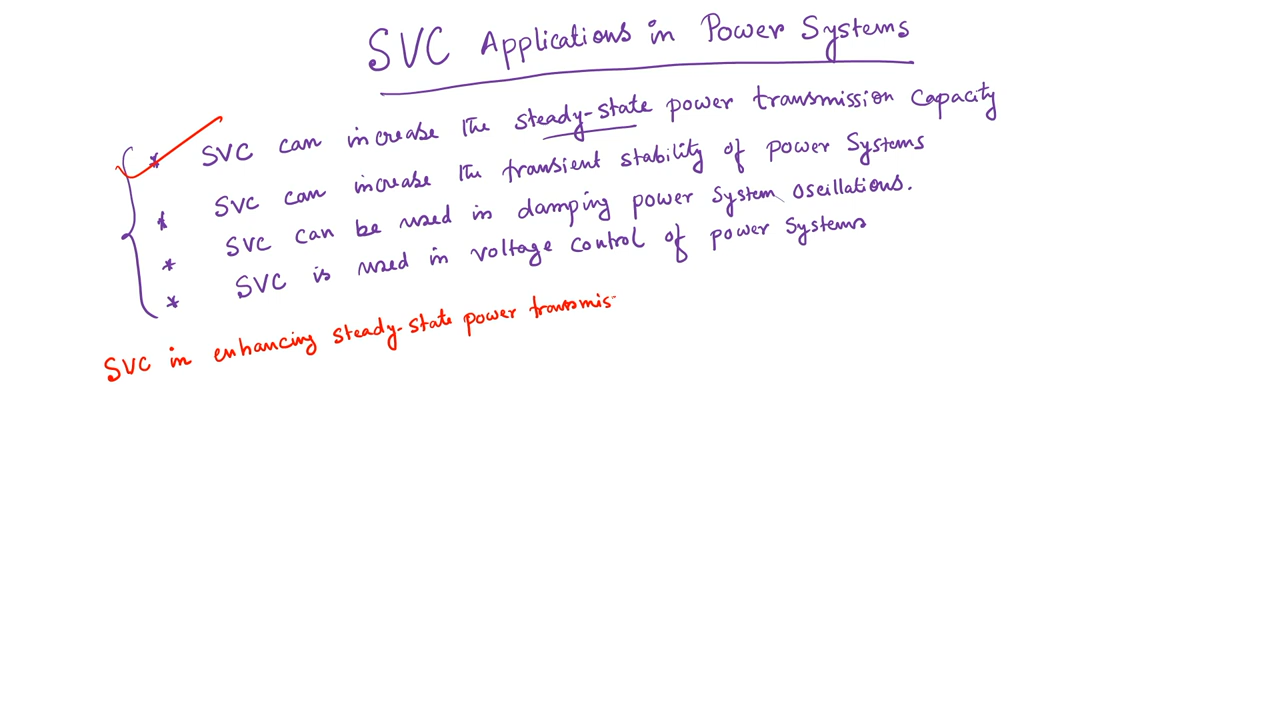 SVC Applications in Power Systems
* SVC can increase the steady-state power transmission capacity
* SVC can increase the transient stability of power systems
* SVC can be used in damping power system oscillations.
* SVC is used in voltage control of power systems
SVC in enhancing steady-state power transmis